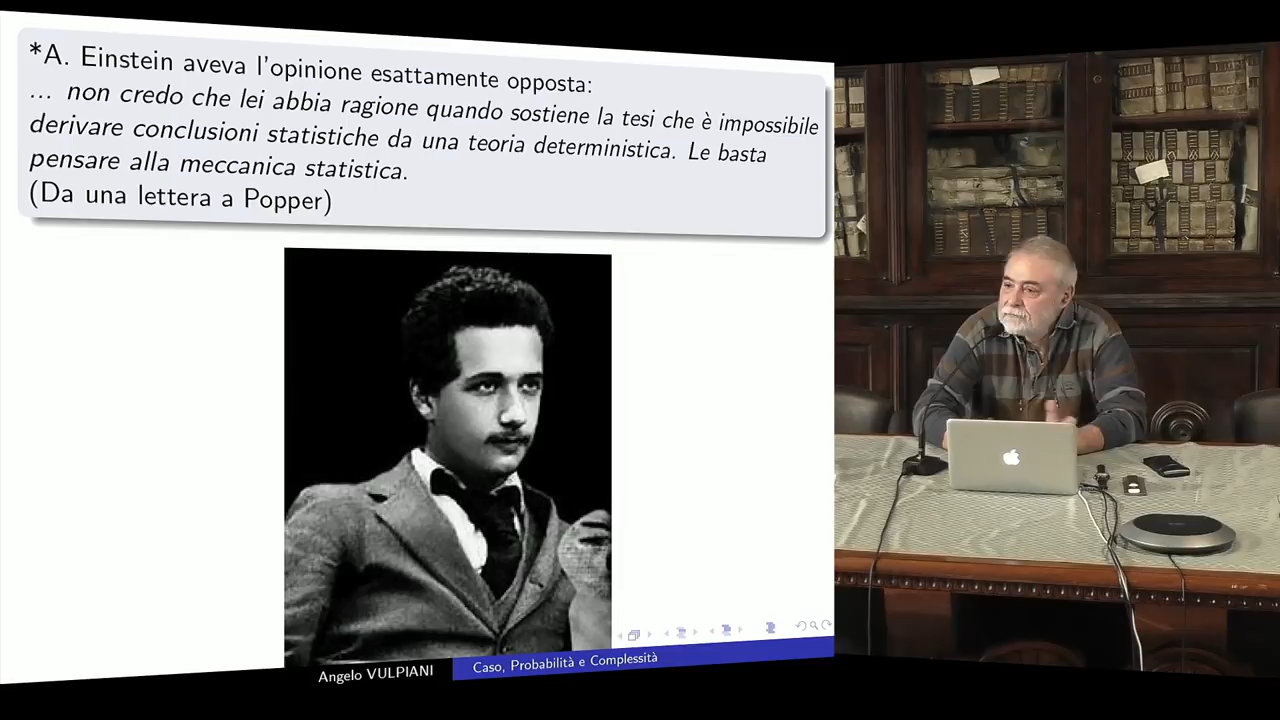 *A. Einstein aveva l'opinione esattamente opposta:
... non credo che lei abbia ragione quando sostiene la tesi che è impossibile
derivare conclusioni statistiche da una teoria deterministica. Le basta
pensare alla meccanica statistica.
(Da una lettera a Popper)
Angelo VULPIANI
Caso, Probabilità e Complessità